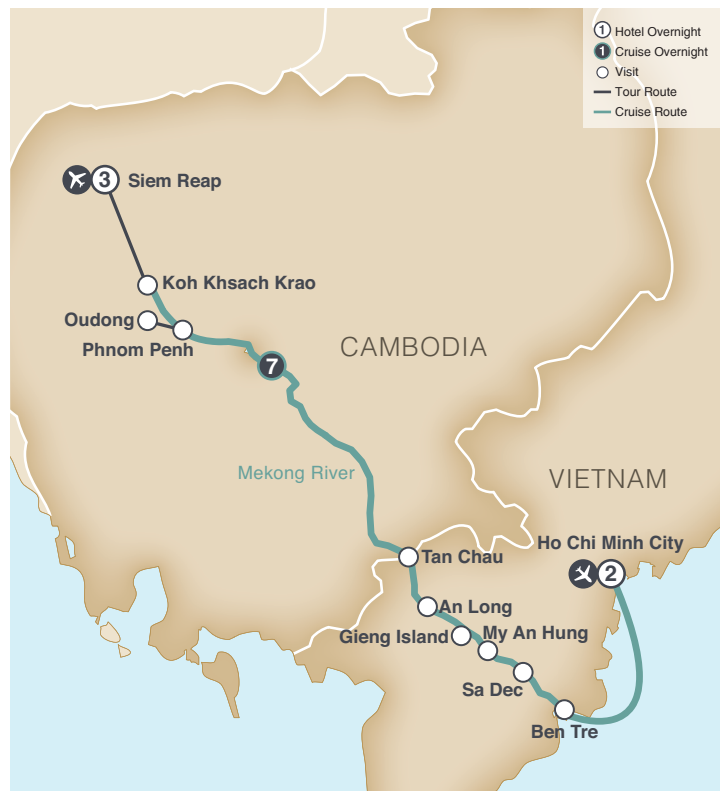 1 Hotel Overnight
1 Cruise Overnight
Visit
Tour Route
Cruise Route
3 Siem Reap
Koh Khsach Krao
Oudong
Phnom Penh
CAMBODIA
7
Mekong River
VIETNAM
Ho Chi Minh City
2
Tan Chau
An Long
Gieng Island
My An Hung
Sa Dec
Ben Tre